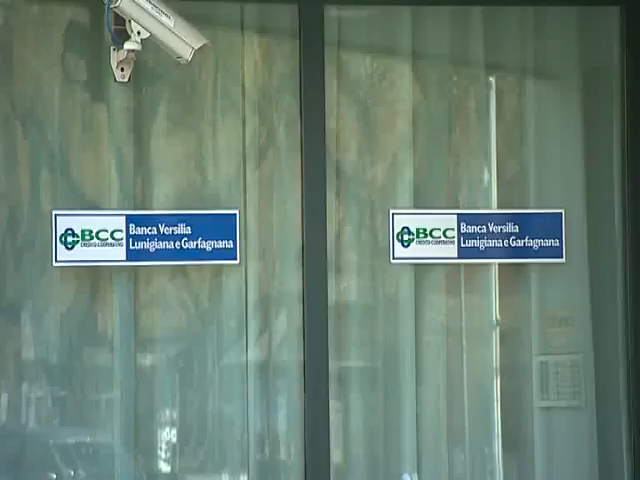 BCC
CREDITO COOPERATIVO
Banca Versilia
Lunigiana e Garfagnana
BCC
CREDITO COOPERATIVO
Banca Versilia
Lunigiana e Garfagnana